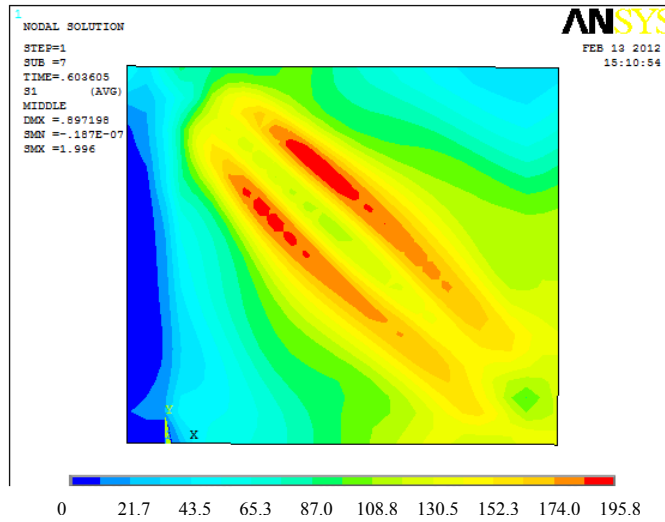 1
NODAL SOLUTION
ANSYS
FEB 13 2012
15:10:54
STEP=1
SUB =7
TIME=.603605
S1 (AVG)
MIDDLE
DMX =.897198
SMN =-.187E-07
SMX =1.996
Y
X
0 21.7 43.5 65.3 87.0 108.8 130.5 152.3 174.0 195.8